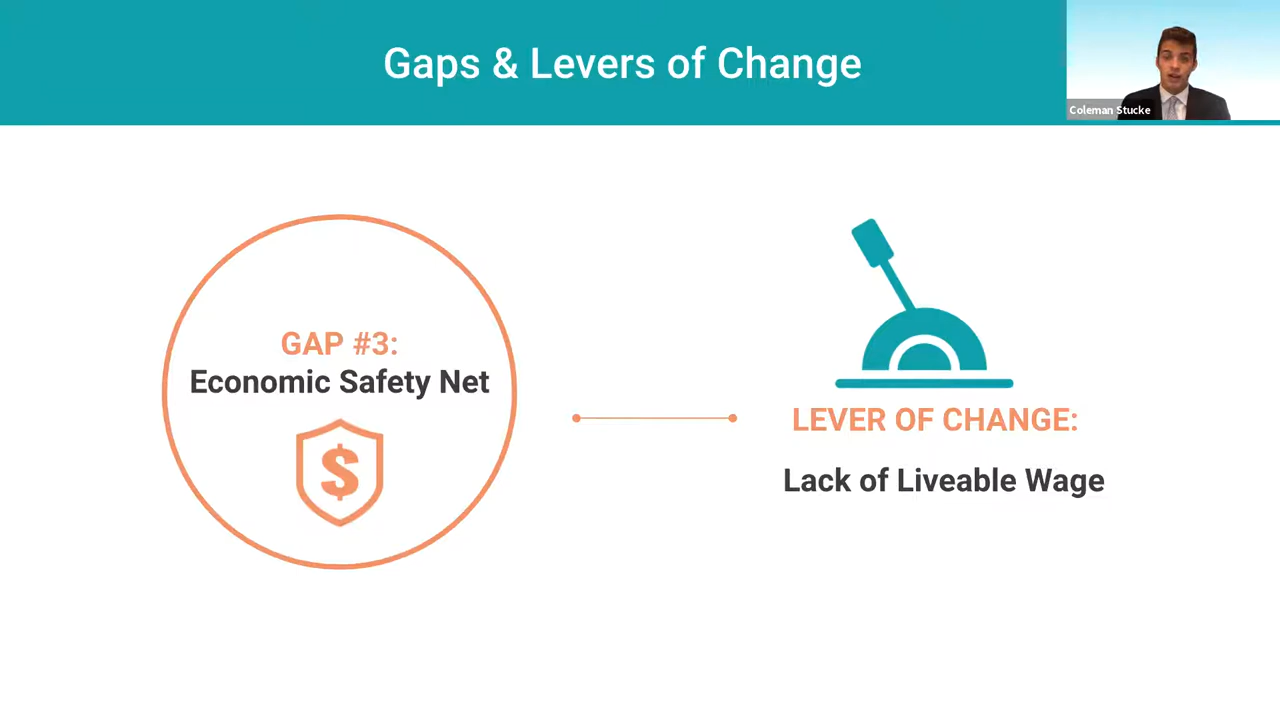 Gaps & Levers of Change
Coleman Stucke
GAP #3:
Economic Safety Net
$
LEVER OF CHANGE:
Lack of Liveable Wage